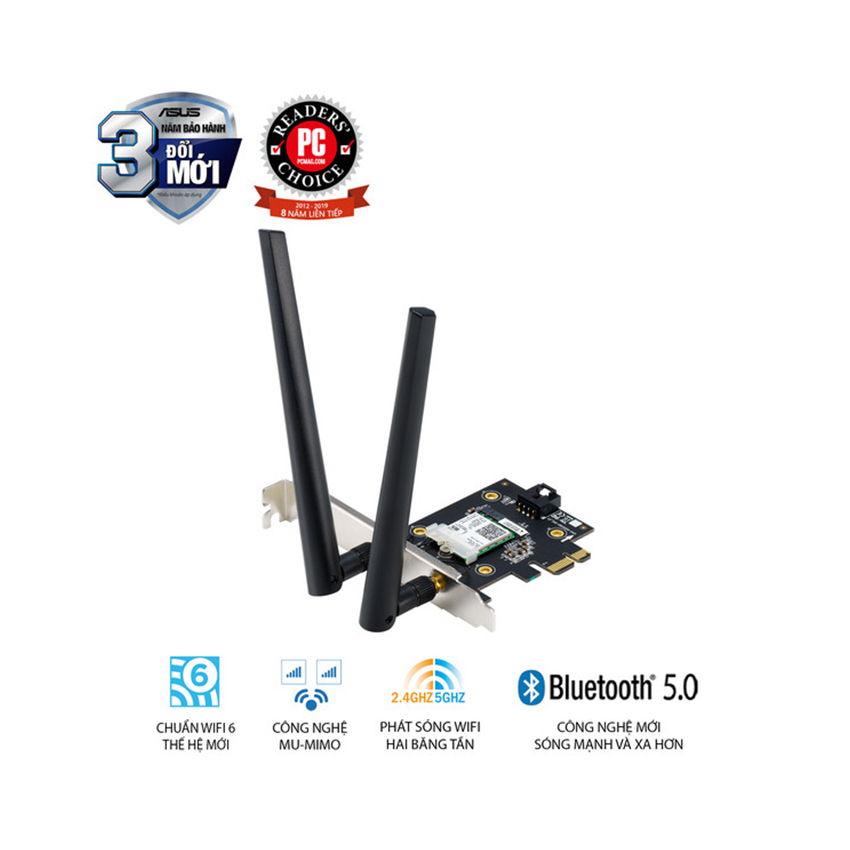 ASUS
3 NĂM BẢO HÀNH
ĐỔI
MỚI
READERS'
PC
PCMAG.COM
CHOICE
2012 - 2019
8 NĂM LIÊN TIẾP
6
2.4GHZ 5GHZ
Bluetooth® 5.0
CHUẨN WIFI 6
THẾ HỆ MỚI
CÔNG NGHỆ
MU-MIMO
PHÁT SÓNG WIFI
HAI BĂNG TẦN
CÔNG NGHỆ MỚI
SÓNG MẠNH VÀ XA HƠN